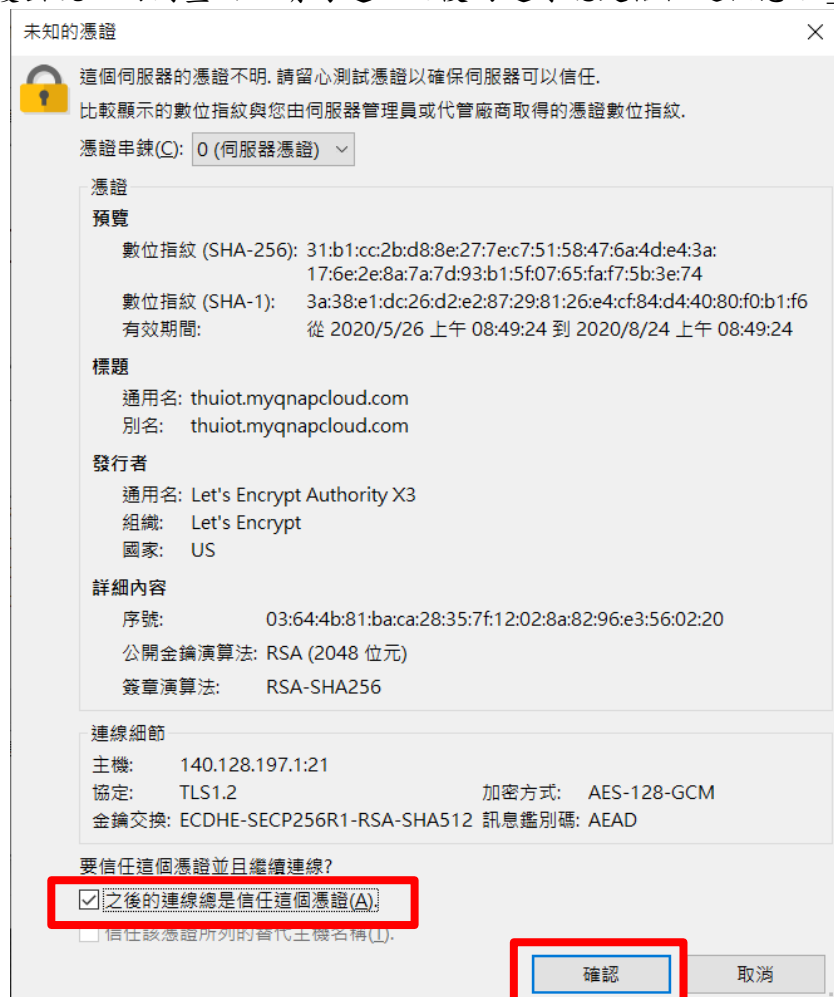 未知的憑證
這個伺服器的憑證不明. 請留心測試憑證以確保伺服器可以信任.
比較顯示的數位指紋與您由伺服器管理員或代管廠商取得的憑證數位指紋.
憑證串鍊(C): 0 (伺服器憑證)
憑證
預覽
數位指紋 (SHA-256): 31:b1:cc:2b:d8:8e:27:7e:c7:51:58:47:6a:4d:e4:3a:
17:6e:2e:8a:7a:7d:93:b1:5f:07:65:fa:f7:5b:3e:74
數位指紋 (SHA-1): 3a:38:e1:dc:26:d2:e2:87:29:81:26:e4:cf:84:d4:40:80:f0:b1:f6
有效期間: 從 2020/5/26 上午 08:49:24 到 2020/8/24 上午 08:49:24
標題
通用名: thuiot.myqnapcloud.com
別名: thuiot.myqnapcloud.com
發行者
通用名: Let's Encrypt Authority X3
組織: Let's Encrypt
國家: US
詳細內容
序號: 03:64:4b:81:ba:ca:28:35:7f:12:02:8a:82:96:e3:56:02:20
公開金鑰演算法: RSA (2048 位元)
簽章演算法: RSA-SHA256
連線細節
主機: 140.128.197.1:21
協定: TLS1.2 加密方式: AES-128-GCM
金鑰交換: ECDHE-SECP256R1-RSA-SHA512 訊息鑑別碼: AEAD
要信任這個憑證並且繼續連線?
之後的連線總是信任這個憑證(A).
信任該憑證所列的替代主機名稱(T).
確認 取消